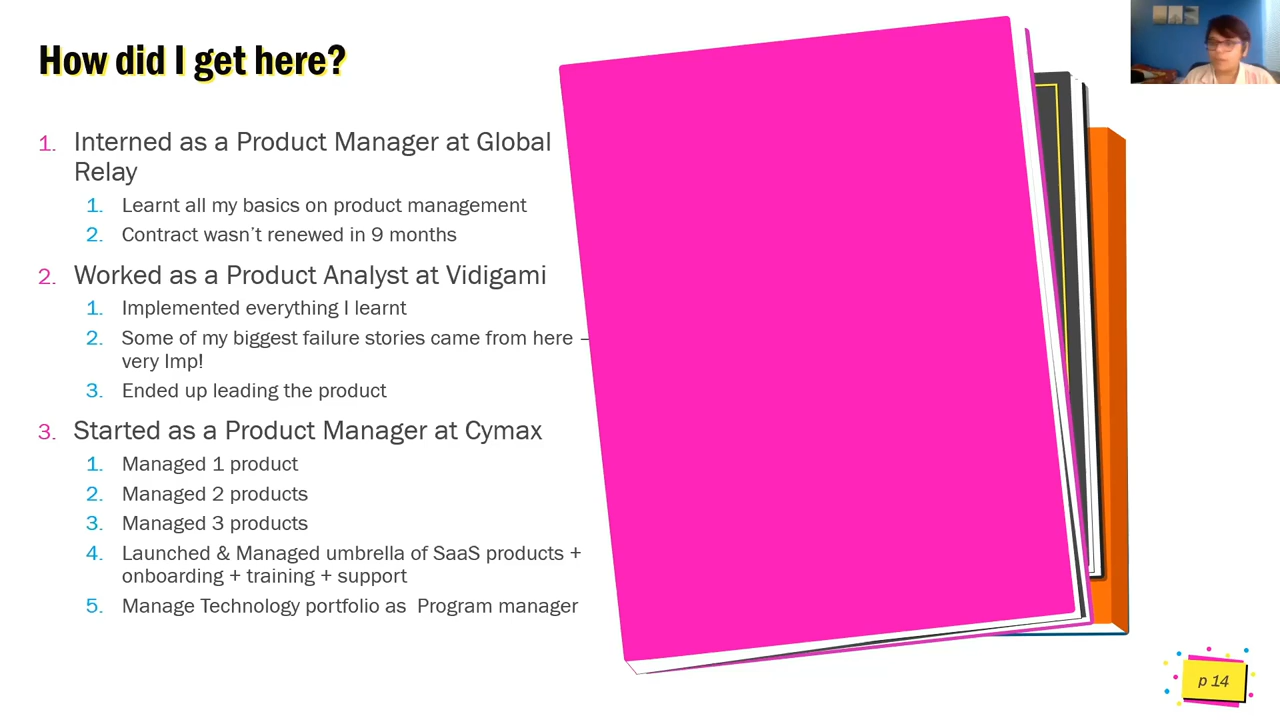 How did I get here?
1. Interned as a Product Manager at Global
Relay
1. Learnt all my basics on product management
2. Contract wasn't renewed in 9 months
2. Worked as a Product Analyst at Vidigami
1. Implemented everything I learnt
2. Some of my biggest failure stories came from here –
very Imp!
3. Ended up leading the product
3. Started as a Product Manager at Cymax
1. Managed 1 product
2. Managed 2 products
3. Managed 3 products
4. Launched & Managed umbrella of SaaS products +
onboarding + training + support
5. Manage Technology portfolio as  Program manager
p 14